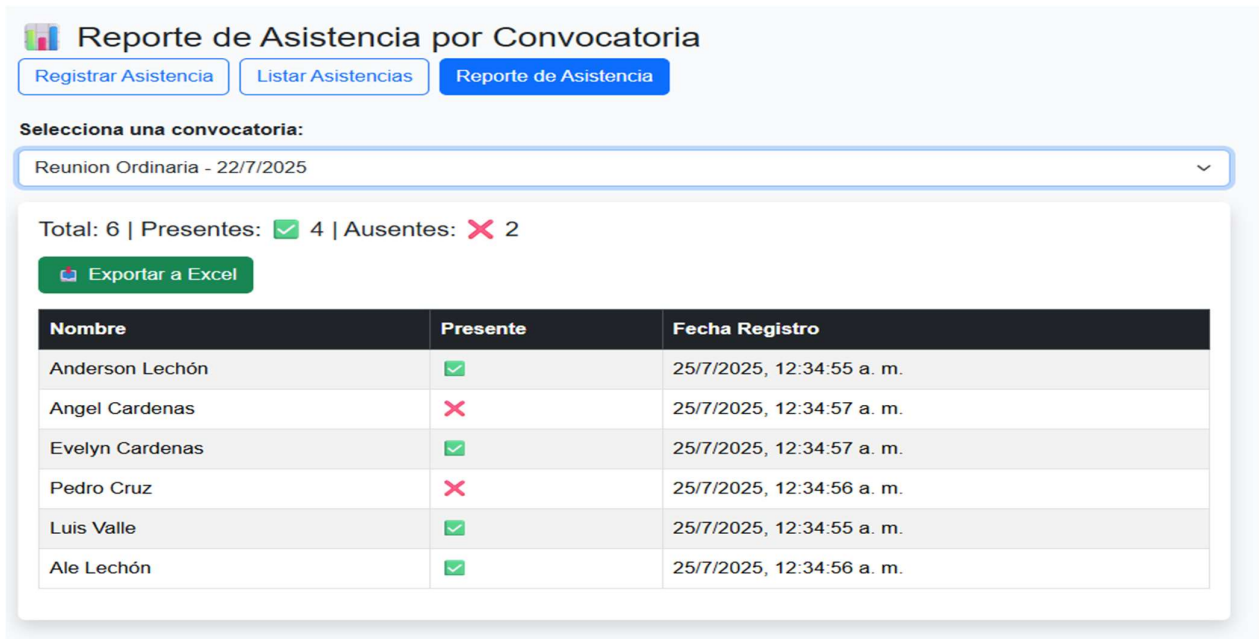 Reporte de Asistencia por Convocatoria
Registrar Asistencia Listar Asistencias Reporte de Asistencia
Selecciona una convocatoria:
Reunion Ordinaria - 22/7/2025
Total: 6 | Presentes: ✅ 4 | Ausentes: ❌ 2
Exportar a Excel
Nombre Presente Fecha Registro
Anderson Lechón ✅ 25/7/2025, 12:34:55 a. m.
Angel Cardenas ❌ 25/7/2025, 12:34:57 a. m.
Evelyn Cardenas ✅ 25/7/2025, 12:34:57 a. m.
Pedro Cruz ❌ 25/7/2025, 12:34:56 a. m.
Luis Valle ✅ 25/7/2025, 12:34:55 a. m.
Ale Lechón ✅ 25/7/2025, 12:34:56 a. m.